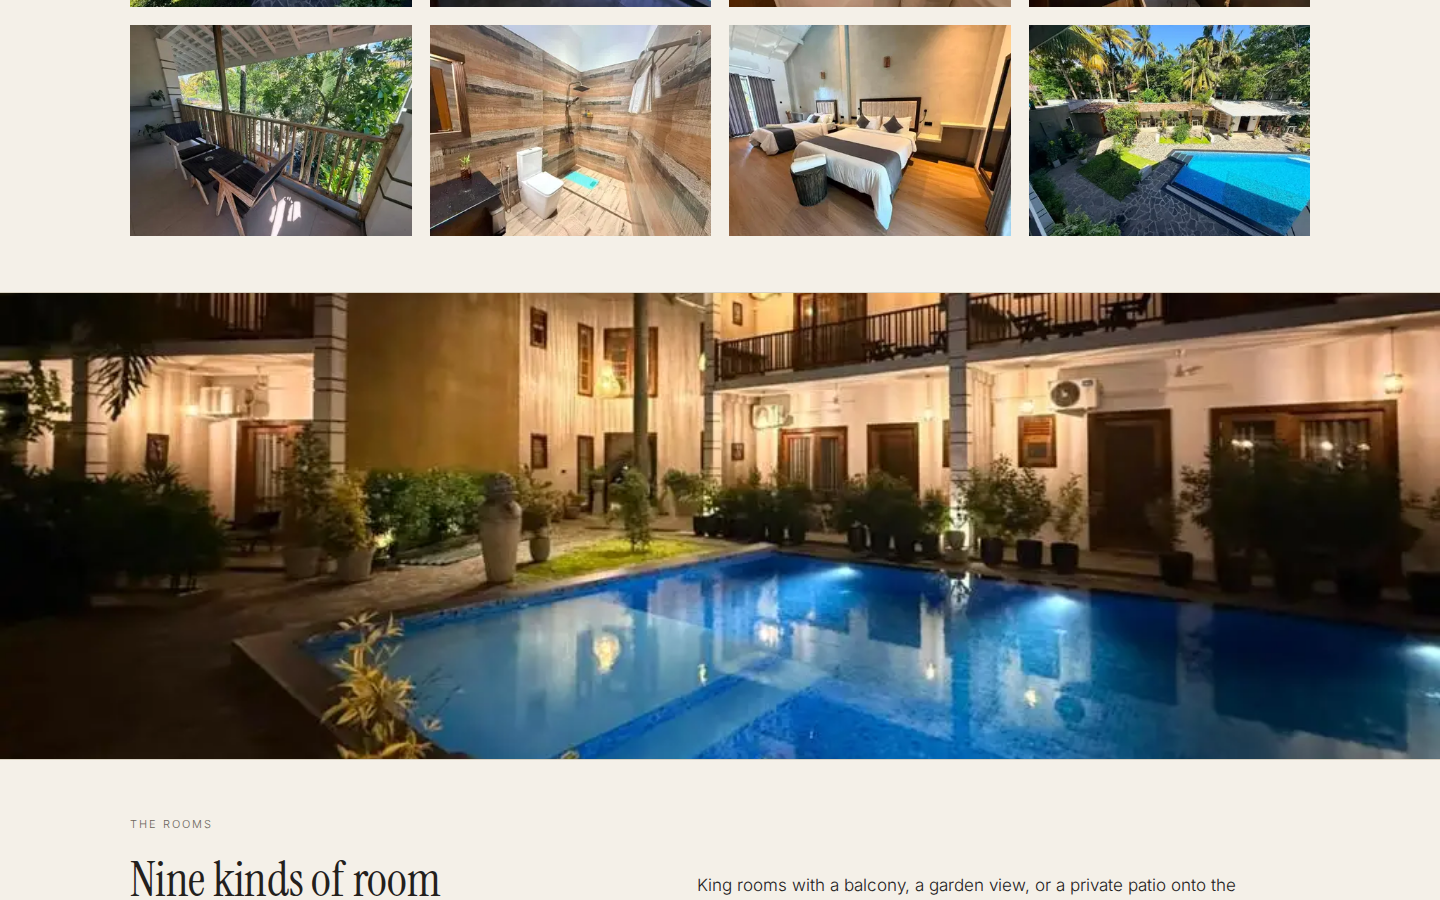 THE ROOMS
Nine kinds of room
King rooms with a balcony, a garden view, or a private patio onto the